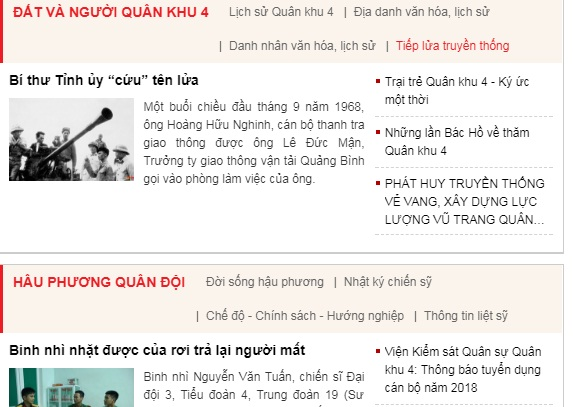 ĐẤT VÀ NGƯỜI QUÂN KHU 4
Lịch sử Quân khu 4 | Địa danh văn hóa, lịch sử
| Danh nhân văn hóa, lịch sử | Tiếp lửa truyền thống
Bí thư Tỉnh ủy “cứu” tên lửa
Một buổi chiều đầu tháng 9 năm 1968,
ông Hoàng Hữu Nghinh, cán bộ thanh tra
giao thông được ông Lê Đức Mận,
Trưởng ty giao thông vận tải Quảng Bình
gọi vào phòng làm việc của ông.
Trại trẻ Quân khu 4 - Ký ức
một thời
Những lần Bác Hồ về thăm
Quân khu 4
PHÁT HUY TRUYỀN THỐNG
VẺ VANG, XÂY DỰNG LỰC
LƯỢNG VŨ TRANG QUÂN...
HẬU PHƯƠNG QUÂN ĐỘI
Đời sống hậu phương | Nhật ký chiến sỹ
| Chế độ - Chính sách - Hướng nghiệp | Thông tin liệt sỹ
Binh nhì nhặt được của rơi trả lại người mất
Binh nhì Nguyễn Văn Tuấn, chiến sĩ Đại
đội 3, Tiểu đoàn 4, Trung đoàn 19 (Sư
Viện Kiểm sát Quân sự Quân
khu 4: Thông báo tuyển dụng
cán bộ năm 2018